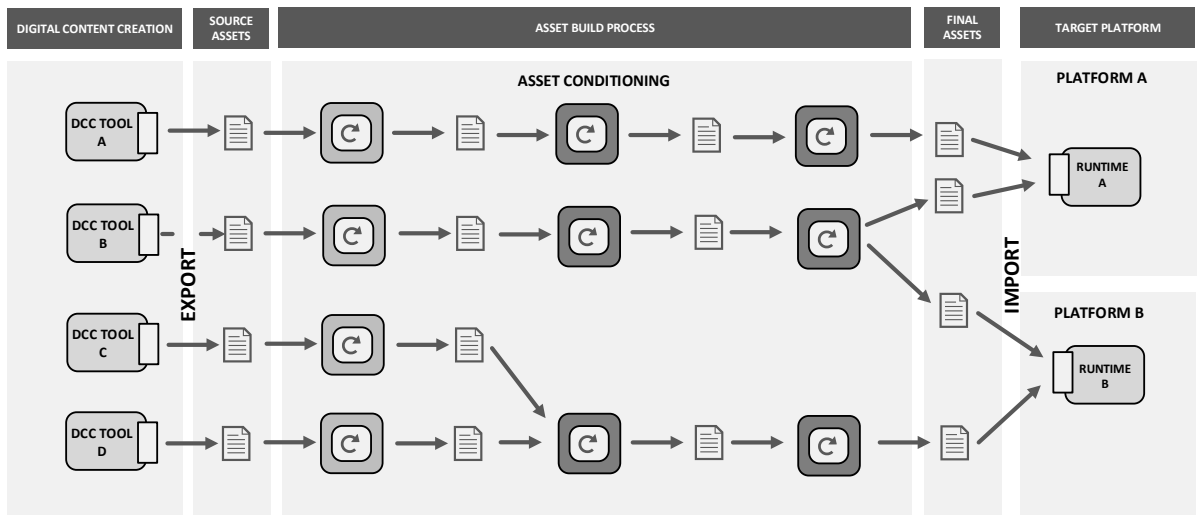 DIGITAL CONTENT CREATION
SOURCE
ASSETS
ASSET BUILD PROCESS
FINAL
ASSETS
TARGET PLATFORM
ASSET CONDITIONING
PLATFORM A
DCC TOOL
A
RUNTIME
A
DCC TOOL
B
EXPORT
IMPORT
PLATFORM B
DCC TOOL
C
RUNTIME
B
DCC TOOL
D